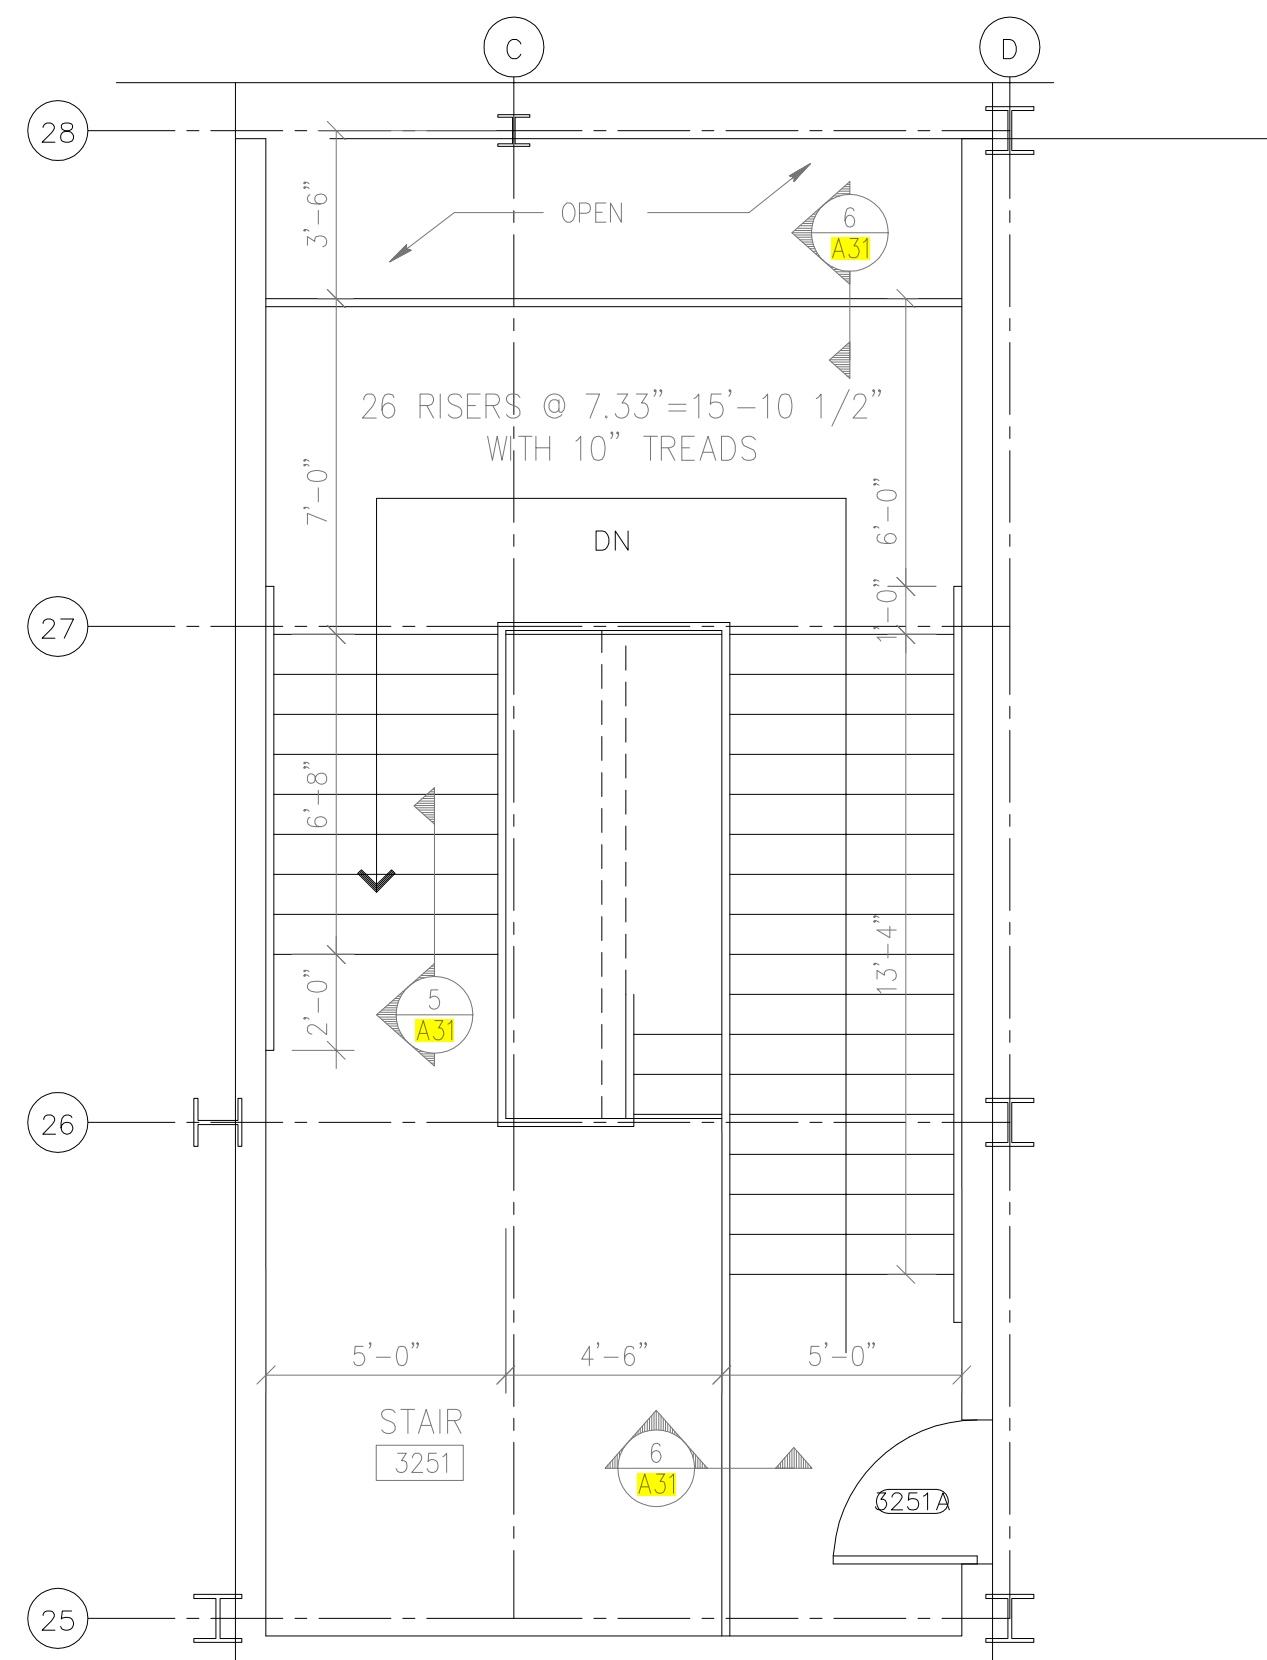 C
D
28
3'-6"
OPEN
6
A31
26 RISERS @ 7.33"=15'-10 1/2"
WITH 10" TREADS
7'-0"
6'-0"
DN
1'-0"
27
6'-8"
13'-4"
2'-0"
5
A31
26
5'-0"
4'-6"
5'-0"
STAIR
3251
6
A31
3251A
25